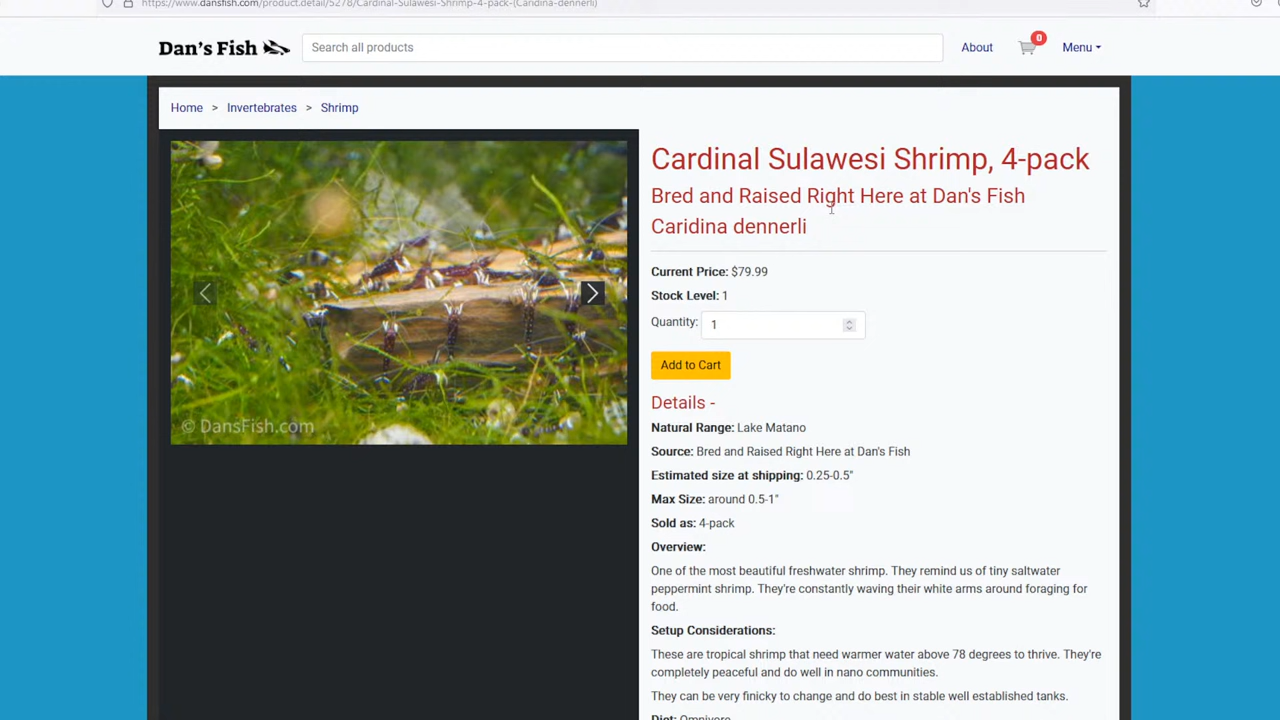 https://www.dansfish.com/product.detail/5278/Cardinal-Sulawesi-Shrimp-4-pack-(Caridina-dennerli)
Dan's Fish
Search all products
About
0
Menu
Home > Invertebrates > Shrimp
Cardinal Sulawesi Shrimp, 4-pack
Bred and Raised Right Here at Dan's Fish
Caridina dennerli
Current Price: $79.99
Stock Level: 1
Quantity: 1
Add to Cart
© DansFish.com
Details -
Natural Range: Lake Matano
Source: Bred and Raised Right Here at Dan's Fish
Estimated size at shipping: 0.25-0.5"
Max Size: around 0.5-1"
Sold as: 4-pack
Overview:
One of the most beautiful freshwater shrimp. They remind us of tiny saltwater
peppermint shrimp. They're constantly waving their white arms around foraging for
food.
Setup Considerations:
These are tropical shrimp that need warmer water above 78 degrees to thrive. They're
completely peaceful and do well in nano communities.
They can be very finicky to change and do best in stable well established tanks.
Diet: Omnivore